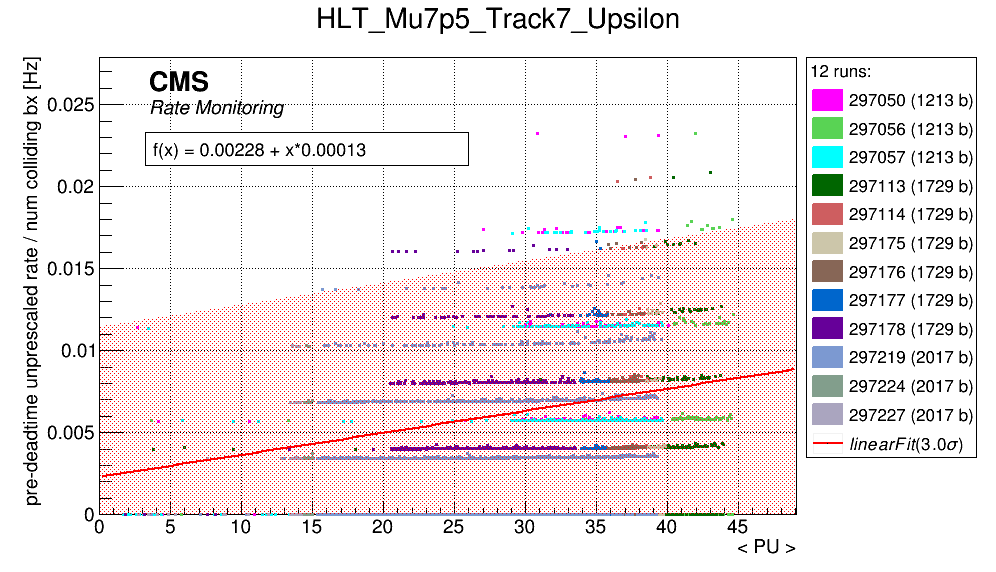 HLT_Mu7p5_Track7_Upsilon
pre-deadtime unprescaled rate / num colliding bx [Hz]
CMS
Rate Monitoring
f(x) = 0.00228 + x*0.00013
0.025
0.02
0.015
0.01
0.005
0
0 5 10 15 20 25 30 35 40 45
< PU >
12 runs:
297050 (1213 b)
297056 (1213 b)
297057 (1213 b)
297113 (1729 b)
297114 (1729 b)
297175 (1729 b)
297176 (1729 b)
297177 (1729 b)
297178 (1729 b)
297219 (2017 b)
297224 (2017 b)
297227 (2017 b)
linearFit(3.0σ)